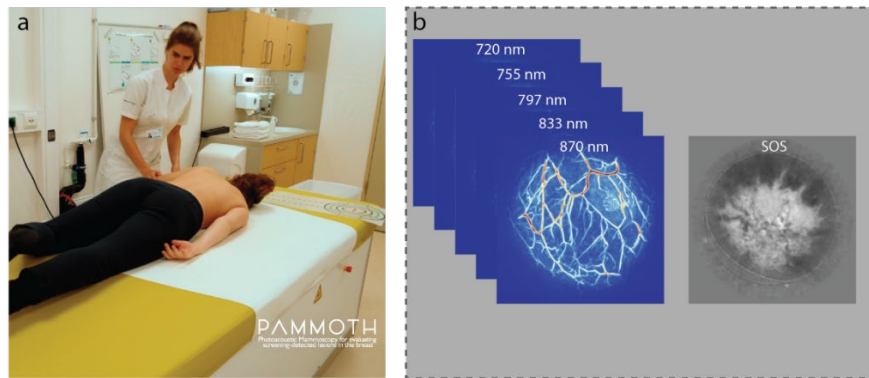 a
PAMMOTH
Photoacoustic Mammoscopy for evaluating
screening-detected lesions in the breast
b
720 nm
755 nm
797 nm
833 nm
870 nm
SOS